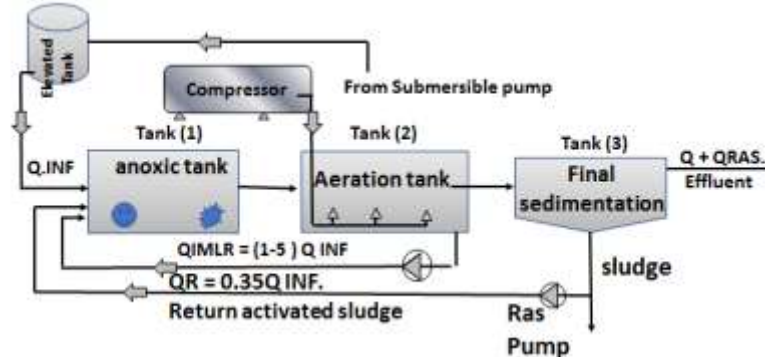 Elevated
Tank
From Submersible pump
Compressor
Tank (1)
Tank (2)
Tank (3)
Q.INF
anoxic tank
Aeration tank
Final
sedimentation
Q + QRAS.
Effluent
QIMLR = (1-5 ) Q INF
QR = 0.35Q INF.
Return activated sludge
sludge
Ras
Pump